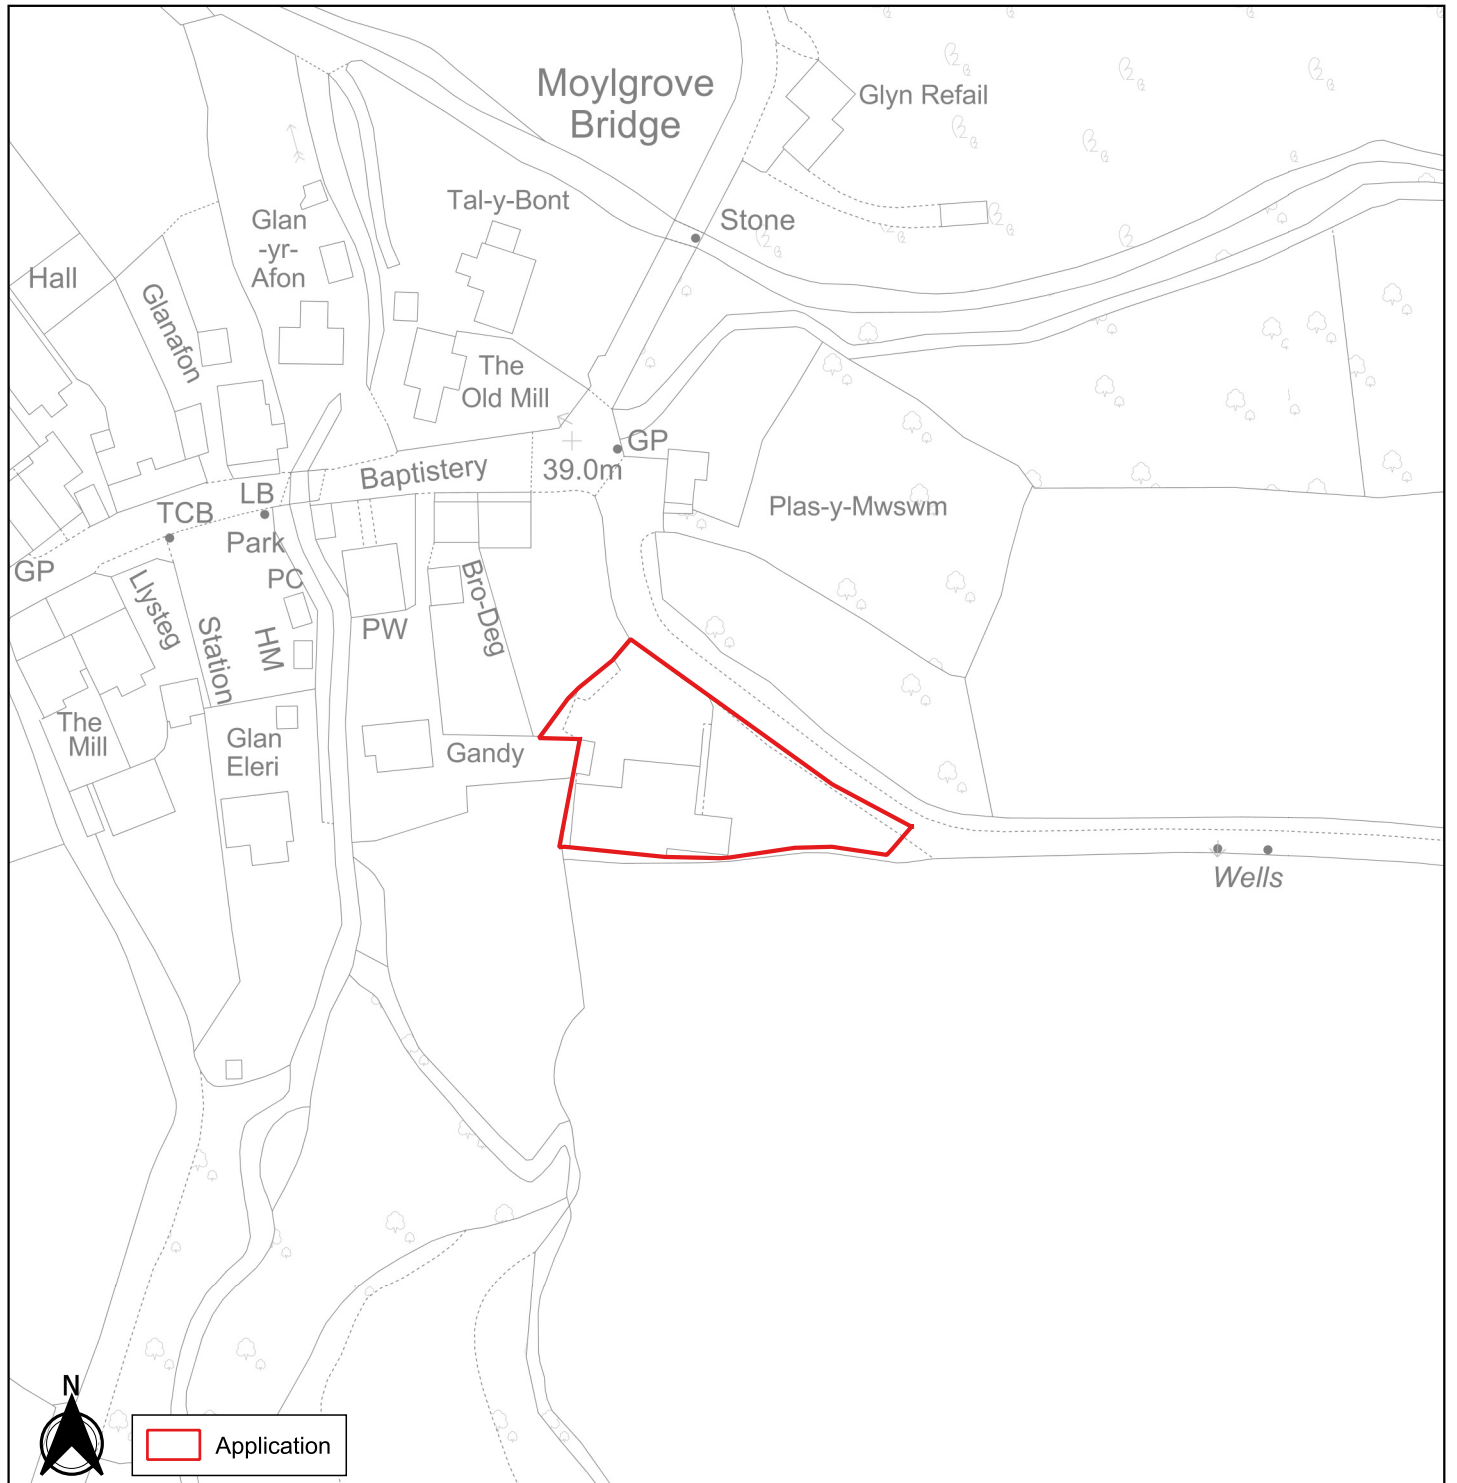 Moylgrove
Bridge
Glyn Refail
Tal-y-Bont
Stone
Glan
-yr-
Afon
Hall
Glanafon
The
Old Mill
GP
Baptistery
39.0m
LB
TCB
Plas-y-Mwswm
Park
GP
PC
Llysteg
Bro-Deg
Station
HM
PW
The
Mill
Glan
Eleri
Gandy
Wells
N
Application